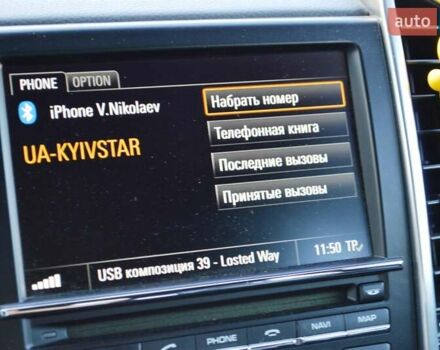 auto
PHONE OPTION
iPhone V.Nikolaev
UA-KYIVSTAR
Набрать номер
Телефонная книга
Последние вызовы
Принятые вызовы
11:50 TP
USB композиция 39 - Losted Way
PHONE NAVI MAP